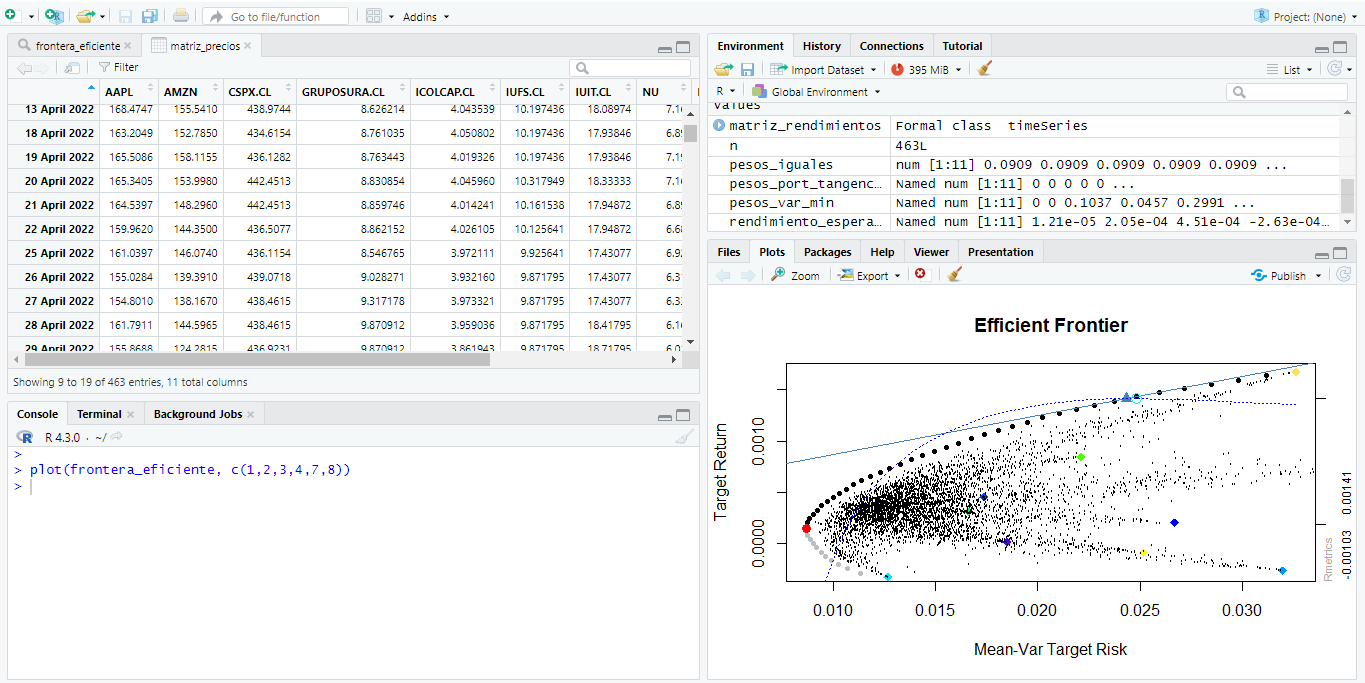 Go to file/function
Addins
Project: (None)
frontera_eficiente
matriz_precios
Filter
AAPL AMZN CSPX.CL GRUPOSURA.CL ICOLCAP.CL IUFS.CL IUIT.CL NU
13 April 2022 168.4747 155.5410 438.9744 8.626214 4.043539 10.197436 18.08974 7.16
18 April 2022 163.2049 152.7850 434.6154 8.761035 4.050802 10.197436 17.93846 6.89
19 April 2022 165.5086 158.1155 436.1282 8.763443 4.019326 10.197436 17.93846 7.19
20 April 2022 165.3405 153.9980 442.4513 8.830854 4.045960 10.317949 18.33333 7.16
21 April 2022 164.5397 148.2960 442.4513 8.859746 4.014241 10.161538 17.94872 6.89
22 April 2022 159.9620 144.3500 436.5077 8.862152 4.026105 10.125641 17.94872 6.68
25 April 2022 161.0397 146.0740 436.1154 8.546765 3.972111 9.925641 17.43077 6.92
26 April 2022 155.0284 139.3910 439.0718 9.028271 3.932160 9.871795 17.43077 6.31
27 April 2022 154.8010 138.1670 438.4615 9.317178 3.973321 9.871795 17.43077 6.33
28 April 2022 161.7911 144.5965 438.4615 9.870912 3.959036 9.871795 18.41795 6.16
29 April 2022 155.8688 124.2815 436.9231 9.870912 3.861943 9.871795 18.71795
Showing 9 to 19 of 463 entries, 11 total columns
Console Terminal Background Jobs
R 4.3.0 · ~/
>
> plot(frontera_eficiente, c(1,2,3,4,7,8))
>
Environment History Connections Tutorial
Import Dataset 395 MiB List
R Global Environment
values
matriz_rendimientos Formal class timeSeries
n 463L
pesos_iguales num [1:11] 0.0909 0.0909 0.0909 0.0909 0.0909 ...
pesos_port_tangenc... Named num [1:11] 0 0 0 0 0 ...
pesos_var_min Named num [1:11] 0 0 0.1037 0.0457 0.2991 ...
rendimiento_espera... Named num [1:11] 1.21e-05 2.05e-04 4.51e-04 -2.63e-04...
Files Plots Packages Help Viewer Presentation
Zoom Export Publish
Efficient Frontier
Target Return
0.0000 0.0010
0.010 0.015 0.020 0.025 0.030
Mean-Var Target Risk
Rmetrics
-0.00103 0.00141